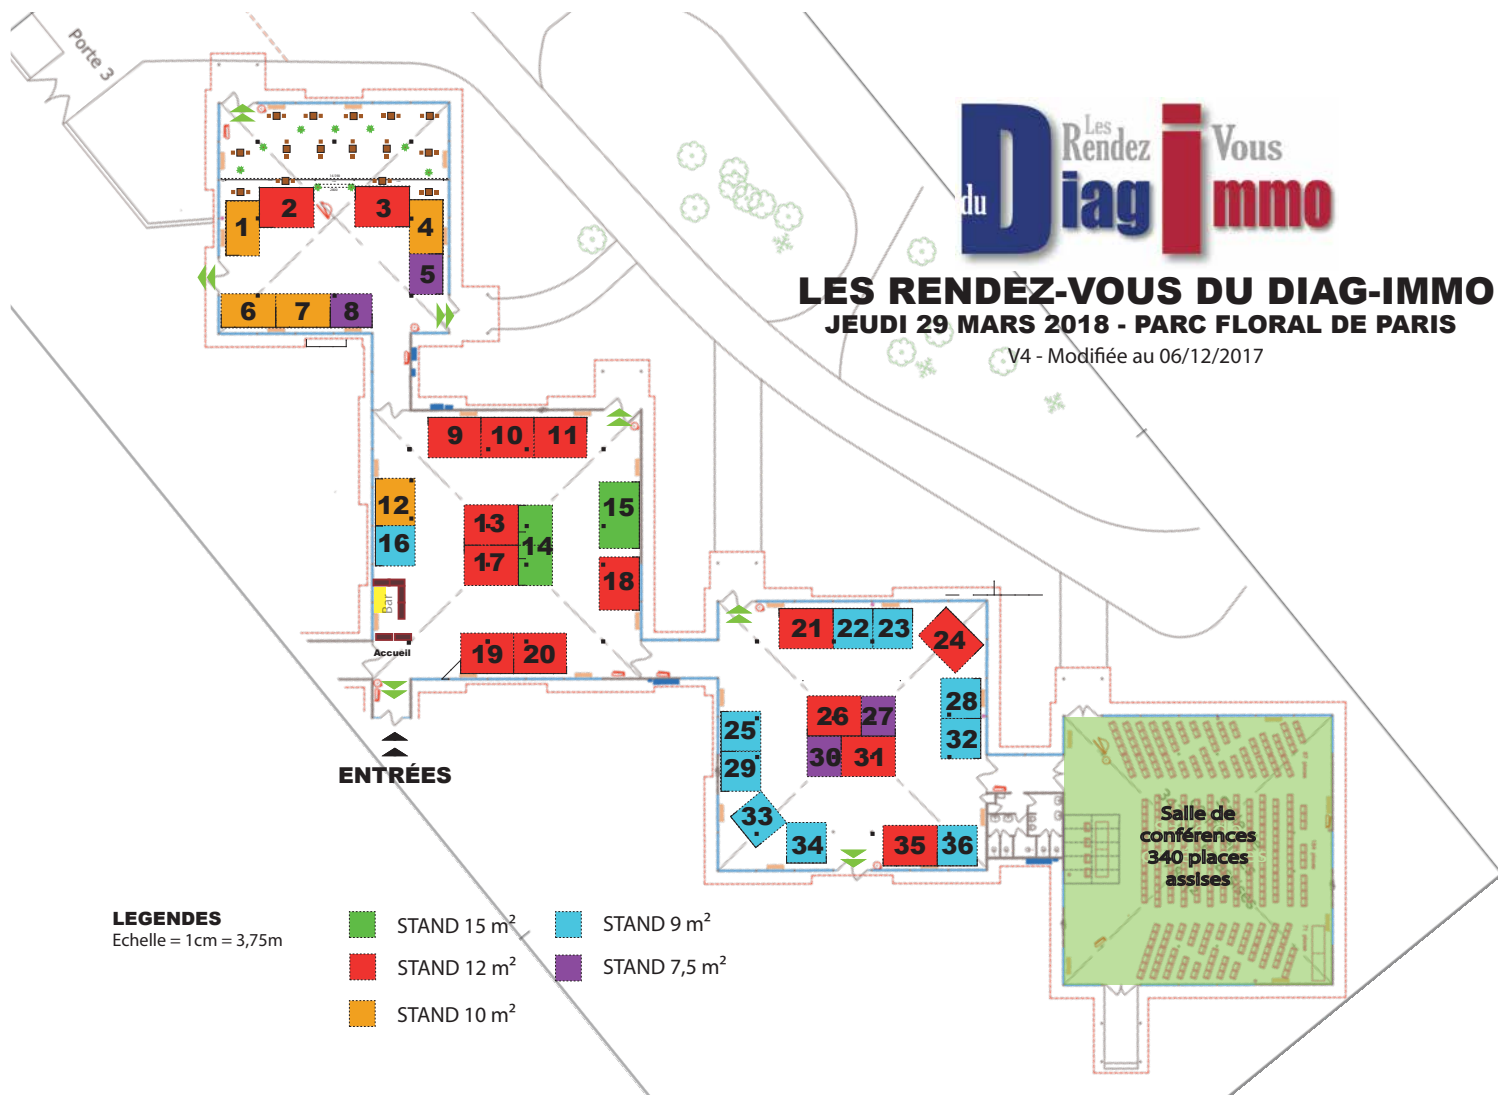 Porte 3
Les
Rendez Vous
du Diag Immo
LES RENDEZ-VOUS DU DIAG-IMMO
JEUDI 29 MARS 2018 - PARC FLORAL DE PARIS
V4 - Modifiée au 06/12/2017
1
2
3
4
5
6
7
8
9
10
11
12
13
14
15
16
17
18
Bar
Accueil
19
20
21
22
23
24
25
26
27
28
29
30
31
32
33
34
35
36
ENTRÉES
Salle de
conférences
340 places
assises
LEGENDES
Echelle = 1cm = 3,75m
STAND 15 m²
STAND 12 m²
STAND 10 m²
STAND 9 m²
STAND 7,5 m²